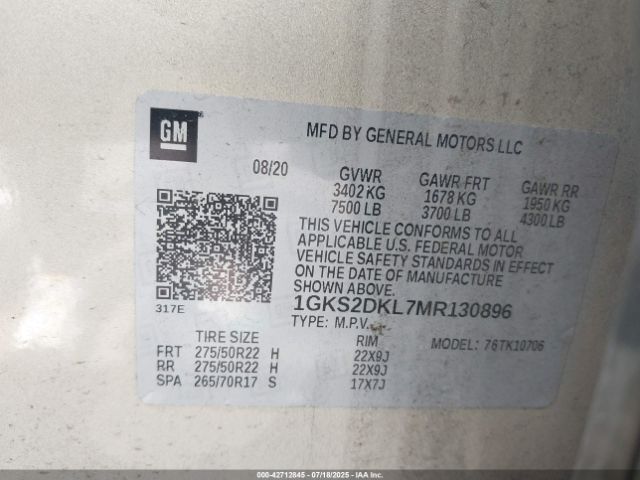 GM
MFD BY GENERAL MOTORS LLC
08/20 GVWR GAWR FRT GAWR RR
3402 KG 1678 KG 1950 KG
7500 LB 3700 LB 4300 LB
THIS VEHICLE CONFORMS TO ALL
APPLICABLE U.S. FEDERAL MOTOR
VEHICLE SAFETY STANDARDS IN EFFECT
ON THE DATE OF MANUFACTURE
SHOWN ABOVE.
317E 1GKS2DKL7MR130896
TYPE: M.P.V. MODEL: 76TK10706
TIRE SIZE RIM
FRT 275/50R22 H 22X9J
RR 275/50R22 H 22X9J
SPA 265/70R17 S 17X7J
000-42712845 07/18/2025 IAAI.COM